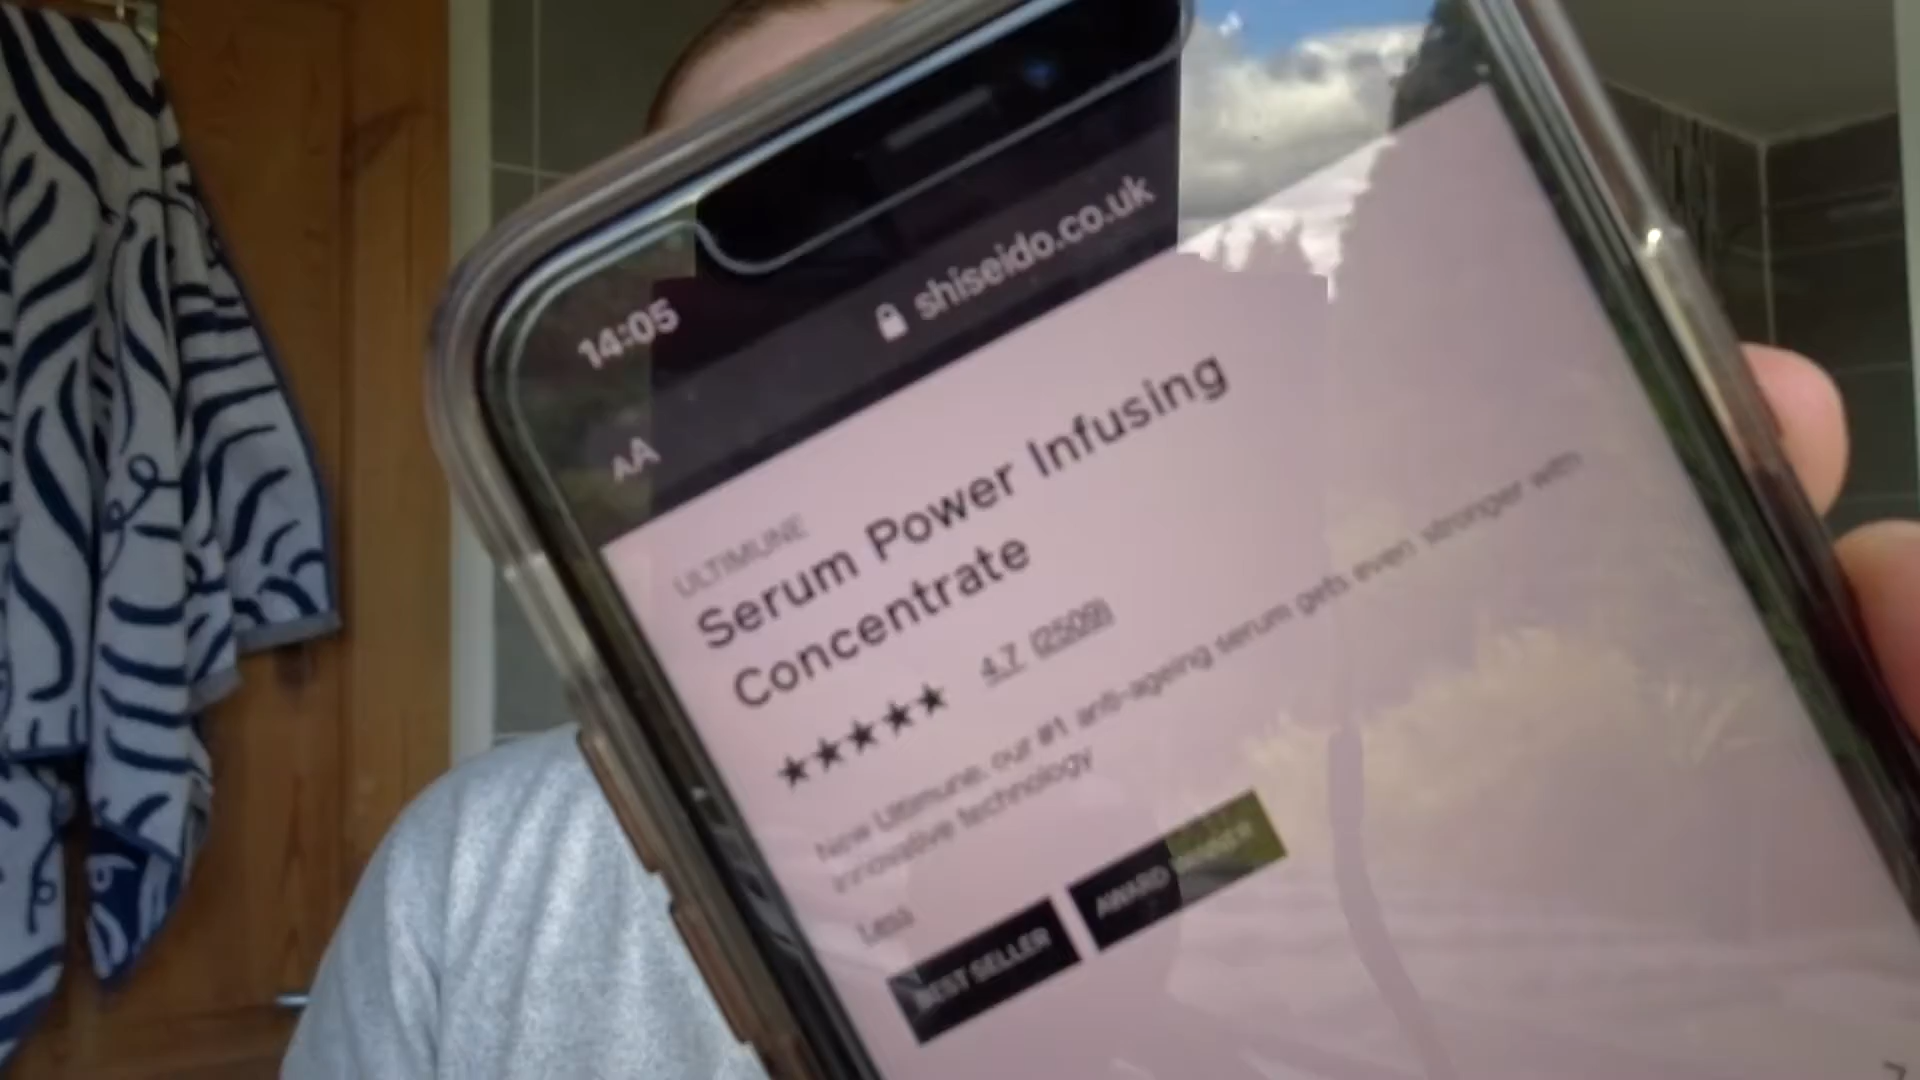 14:05
AA
shiseido.co.uk
ULTIMUNE
Serum Power Infusing
Concentrate
★★★★★ 4.7 (2509)
New Ultimune, our #1 anti-ageing serum gets even stronger with
innovative technology
Less
BEST SELLER
AWARD WINNER